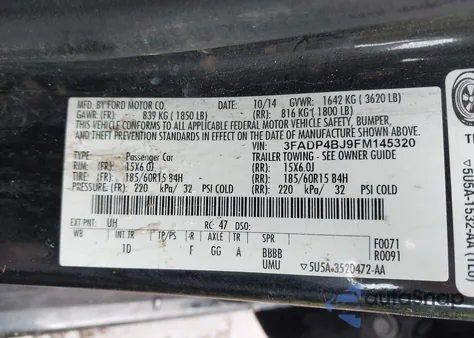 MFD. BY FORD MOTOR CO.
DATE: 10/14 GVWR: 1642 KG ( 3620 LB)
GAWR: (FR): 839 KG ( 1850 LB) (RR): 816 KG ( 1800 LB)
THIS VEHICLE CONFORMS TO ALL APPLICABLE FEDERAL MOTOR VEHICLE SAFETY, BUMPER,
AND THEFT PREVENTION STANDARDS IN EFFECT ON THE DATE OF MANUFACTURE SHOWN ABOVE.
VIN: 3FADP4BJ9FM145320
TYPE: Passenger Car TRAILER TOWING - SEE OWNER GUIDE
RIM: (FR): 15X6.0J (RR): 15X6.0J
TIRE: (FR): 185/60R15 84H (RR): 185/60R15 84H
PRESSURE: (FR): 220 kPa/ 32 PSI COLD (RR): 220 kPa/ 32 PSI COLD
EXT PNT: UH RC: 47 DSO:
WB INT TR TP/PS R AXLE TR SPR
1D F GG A BBBB
UMU
F0071
R0091
▽5U5A-3520472-AA
▽5U5A-1532-AA (TLD)
AutoSnap